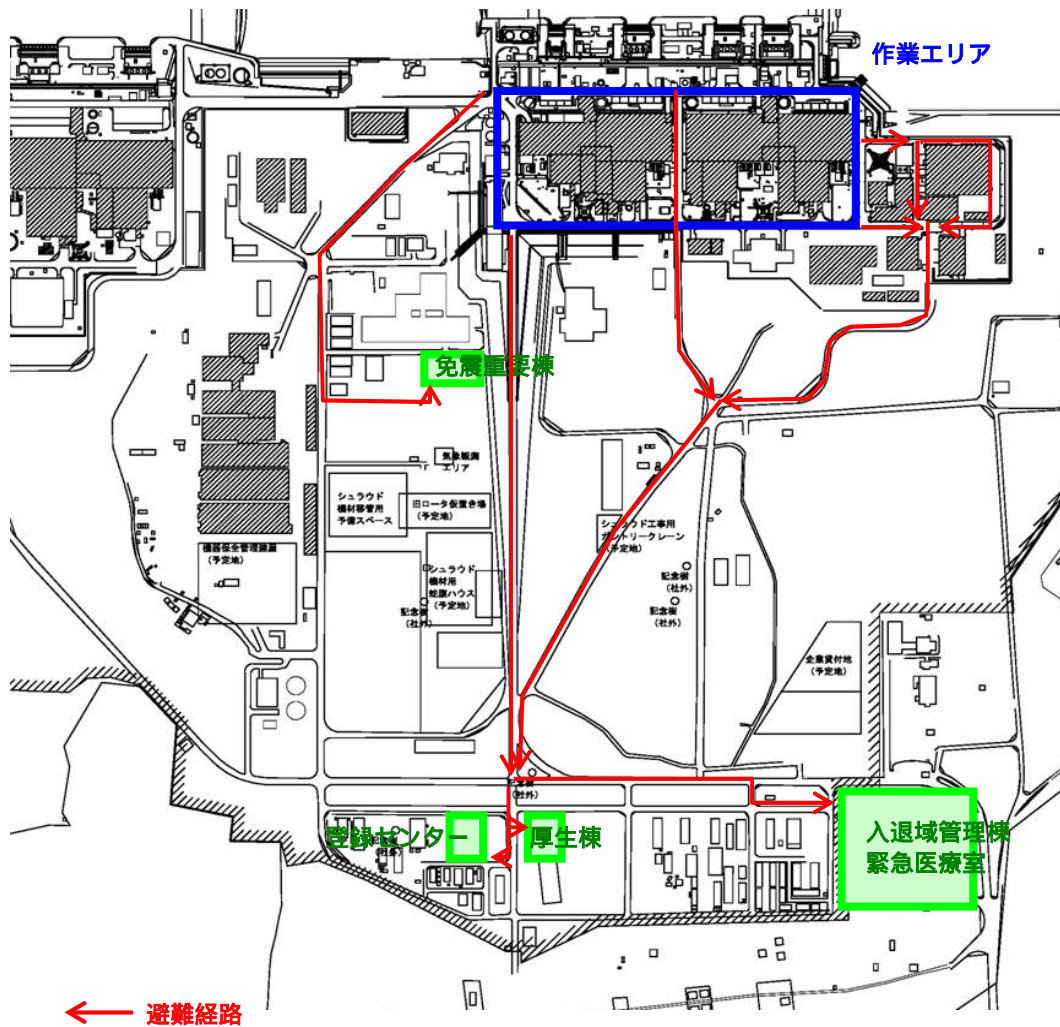 作業エリア
免震重要棟
気象観測
エリア
シュラウド
機材移管用
予備スペース
旧ロータ仮置き場
(予定地)
シュラウド工事用
ガントリークレーン
(予定地)
機器保全管理建屋
(予定地)
シュラウド
機材用
蛇腹ハウス
(予定地)
記念樹
(社外)
記念樹
(社外)
記念樹
(社外)
企業貸付地
(予定地)
記念樹
(社外)
登録センター
厚生棟
入退域管理棟
緊急医療室
避難経路